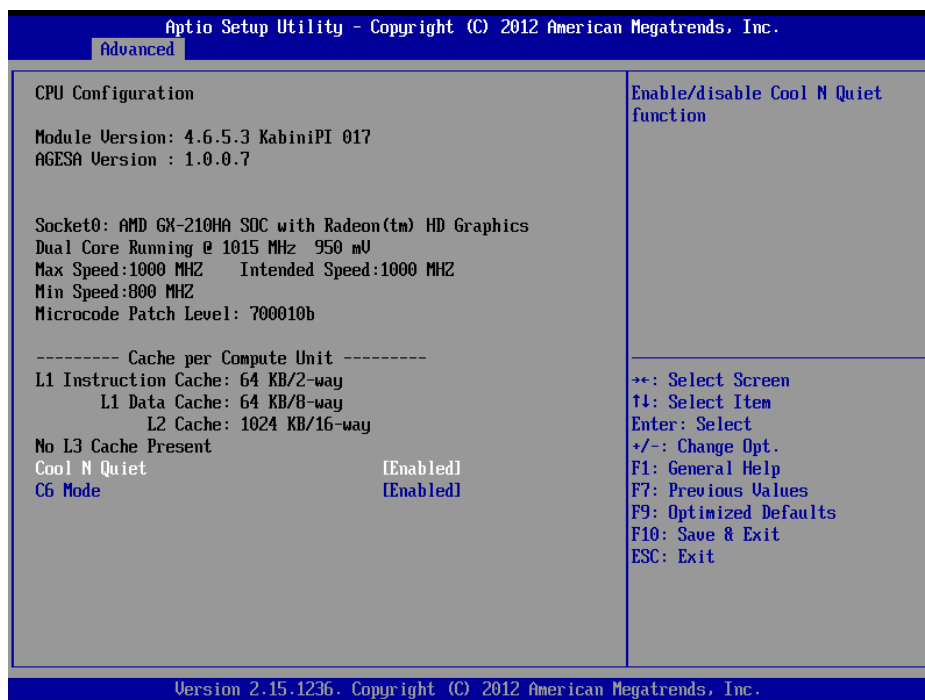 Aptio Setup Utility - Copyright (C) 2012 American Megatrends, Inc.
Advanced
CPU Configuration
Module Version: 4.6.5.3 KabiniPI 017
AGESA Version : 1.0.0.7
Socket0: AMD GX-210HA SOC with Radeon(tm) HD Graphics
Dual Core Running @ 1015 MHz 950 mV
Max Speed:1000 MHZ Intended Speed:1000 MHZ
Min Speed:800 MHZ
Microcode Patch Level: 700010b
--------- Cache per Compute Unit ---------
L1 Instruction Cache: 64 KB/2-way
L1 Data Cache: 64 KB/8-way
L2 Cache: 1024 KB/16-way
No L3 Cache Present
Cool N Quiet [Enabled]
C6 Mode [Enabled]
Enable/disable Cool N Quiet
function
→←: Select Screen
↑↓: Select Item
Enter: Select
+/-: Change Opt.
F1: General Help
F7: Previous Values
F9: Optimized Defaults
F10: Save & Exit
ESC: Exit
Version 2.15.1236. Copyright (C) 2012 American Megatrends, Inc.